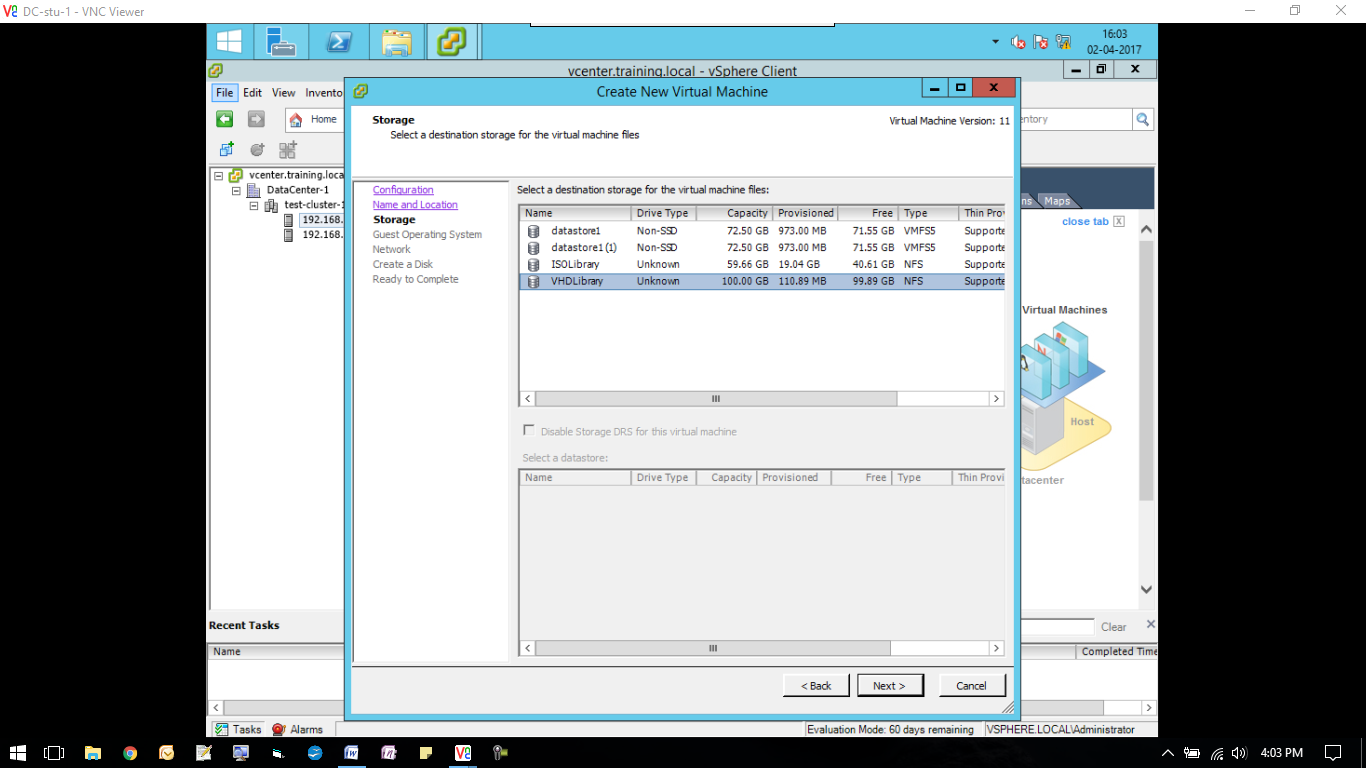 DC-stu-1 - VNC Viewer
16:03
02-04-2017
vcenter.training.local - vSphere Client
File Edit View Invento
Create New Virtual Machine
Home
entory
Storage
Select a destination storage for the virtual machine files
Virtual Machine Version: 11
vcenter.training.loca
DataCenter-1
test-cluster-1
192.168.
192.168.
Configuration
Name and Location
Storage
Guest Operating System
Network
Create a Disk
Ready to Complete
Select a destination storage for the virtual machine files:
Name Drive Type Capacity Provisioned Free Type Thin Prov
datastore1 Non-SSD 72.50 GB 973.00 MB 71.55 GB VMFS5 Supporte
datastore1 (1) Non-SSD 72.50 GB 973.00 MB 71.55 GB VMFS5 Supporte
ISOLibrary Unknown 59.66 GB 19.04 GB 40.61 GB NFS Supporte
VHDLibrary Unknown 100.00 GB 110.89 MB 99.89 GB NFS Supporte
Disable Storage DRS for this virtual machine
Select a datastore:
Name Drive Type Capacity Provisioned Free Type Thin Provi
ns Maps
close tab
Virtual Machines
Host
tacenter
< Back Next > Cancel
Recent Tasks
Clear
Name
Completed Time
Tasks Alarms
Evaluation Mode: 60 days remaining
VSPHERE.LOCAL\Administrator
4:03 PM